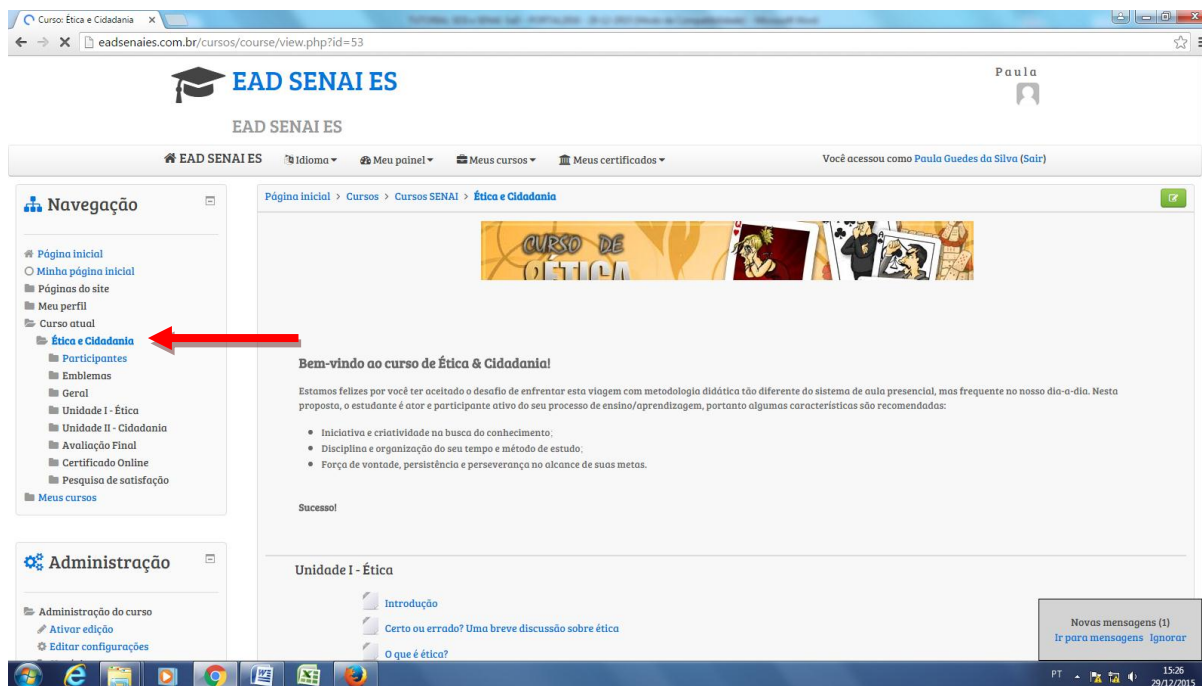 Curso: Ética e Cidadania
eadsenaies.com.br/cursos/course/view.php?id=53
EAD SENAI ES
Paula
EAD SENAI ES
EAD SENAI ES
Idioma
Meu painel
Meus cursos
Meus certificados
Você acessou como Paula Guedes da Silva (Sair)
Navegação
Página inicial
Minha página inicial
Páginas do site
Meu perfil
Curso atual
Ética e Cidadania
Participantes
Emblemas
Geral
Unidade I - Ética
Unidade II - Cidadania
Avaliação Final
Certificado Online
Pesquisa de satisfação
Meus cursos
Administração
Administração do curso
Ativar edição
Editar configurações
Página inicial > Cursos > Cursos SENAI > Ética e Cidadania
CURSO DE
ÉTICA
Bem-vindo ao curso de Ética & Cidadania!
Estamos felizes por você ter aceitado o desafio de enfrentar esta viagem com metodologia didática tão diferente do sistema de aula presencial, mas frequente no nosso dia-a-dia. Nesta
proposta, o estudante é ator e participante ativo do seu processo de ensino/aprendizagem, portanto algumas características são recomendadas:
Iniciativa e criatividade na busca do conhecimento;
Disciplina e organização do seu tempo e método de estudo;
Força de vontade, persistência e perseverança no alcance de suas metas.
Sucesso!
Unidade I - Ética
Introdução
Certo ou errado? Uma breve discussão sobre ética
O que é ética?
Novas mensagens (1)
Ir para mensagens Ignorar
PT
15:26
29/12/2015